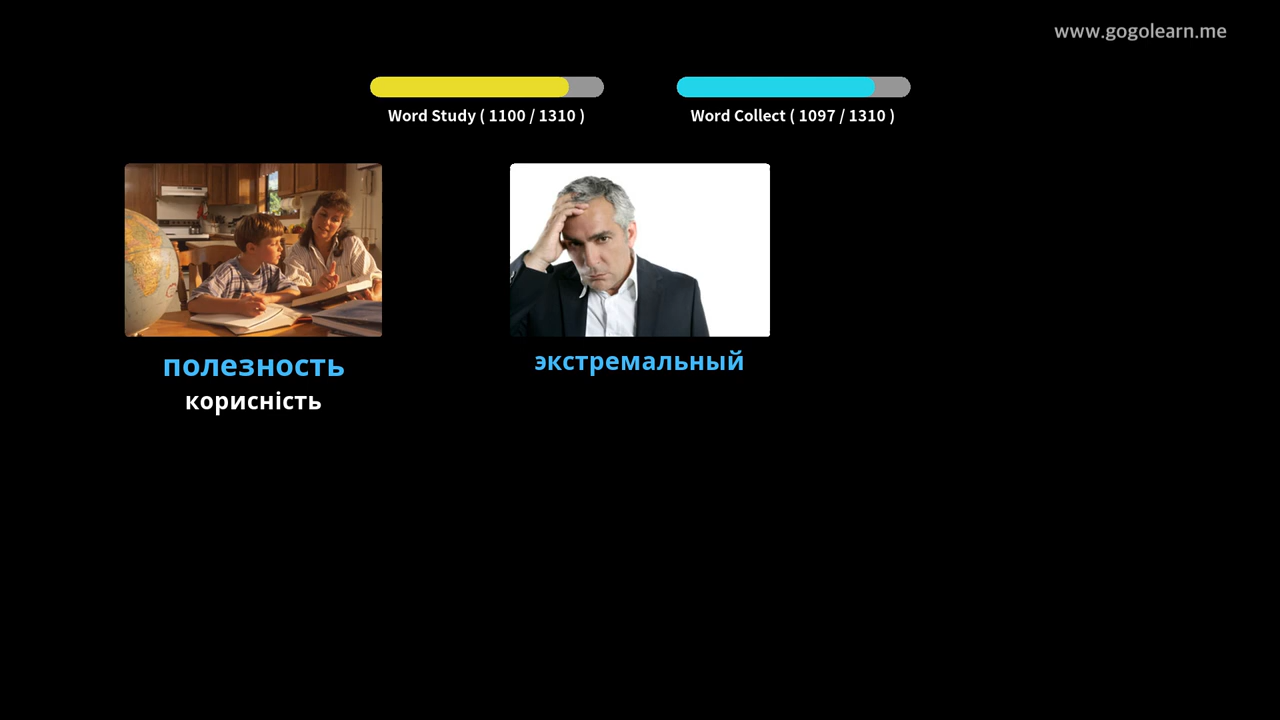 www.gogolearn.me
Word Study ( 1100 / 1310 )
Word Collect ( 1097 / 1310 )
полезность
корисність
экстремальный